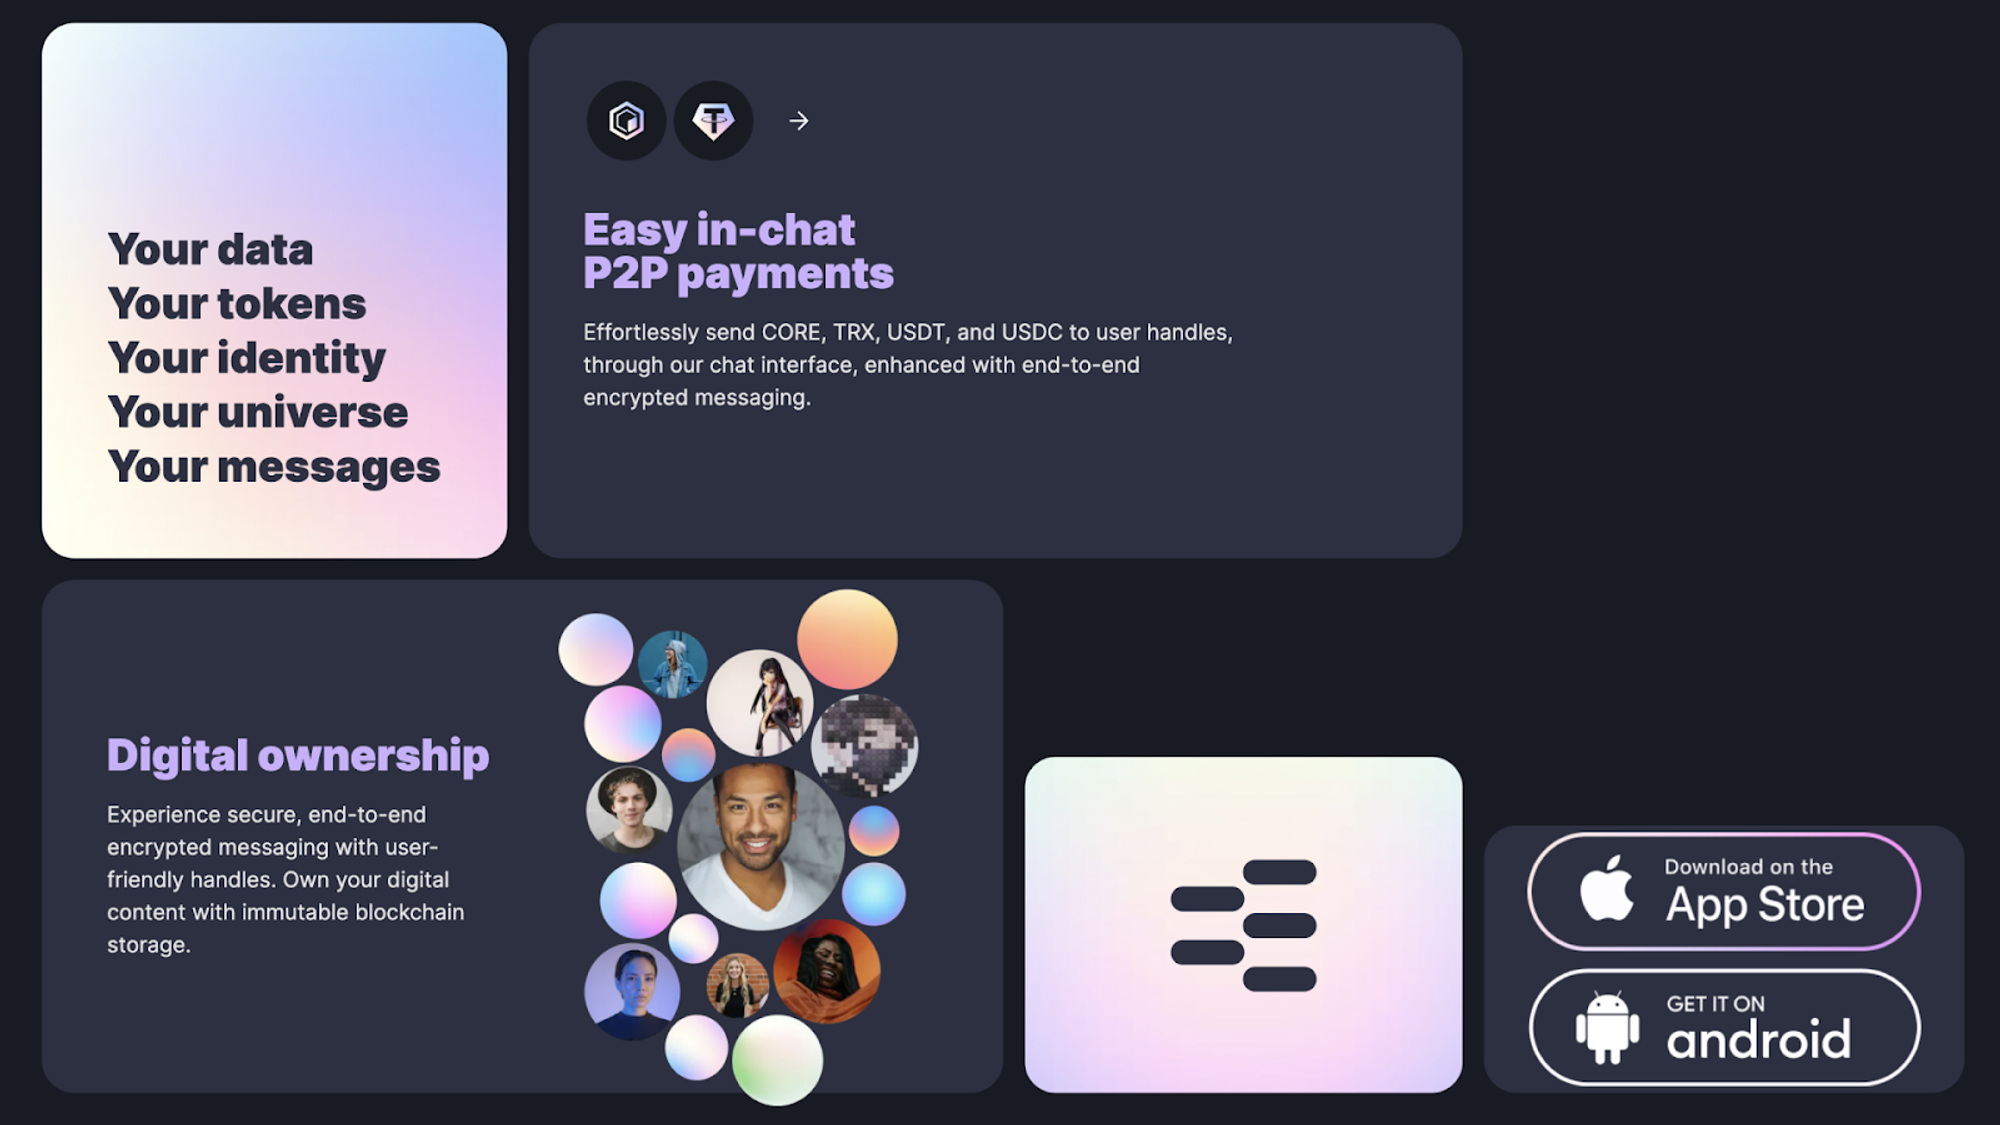 Your data
Your tokens
Your identity
Your universe
Your messages
Easy in-chat
P2P payments
Effortlessly send CORE, TRX, USDT, and USDC to user handles,
through our chat interface, enhanced with end-to-end
encrypted messaging.
Digital ownership
Experience secure, end-to-end
encrypted messaging with user-
friendly handles. Own your digital
content with immutable blockchain
storage.
Download on the
App Store
GET IT ON
android